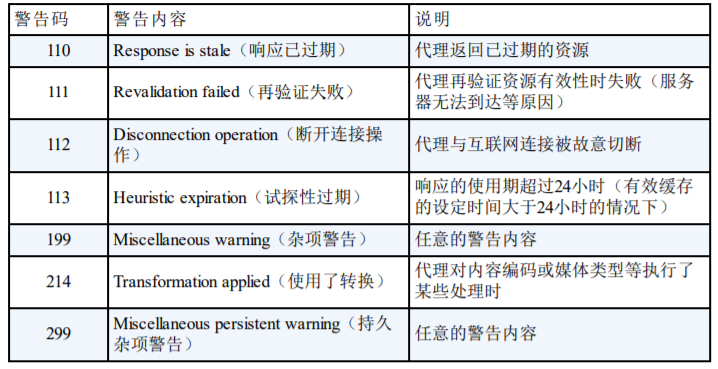 警告码 警告内容 说明
110 Response is stale（响应已过期） 代理返回已过期的资源
111 Revalidation failed（再验证失败） 代理再验证资源有效性时失败（服务
器无法到达等原因）
112 Disconnection operation（断开连接操
作） 代理与互联网连接被故意切断
113 Heuristic expiration（试探性过期） 响应的使用期超过24小时（有效缓存
的设定时间大于24小时的情况下）
199 Miscellaneous warning（杂项警告） 任意的警告内容
214 Transformation applied（使用了转换） 代理对内容编码或媒体类型等执行了
某些处理时
299 Miscellaneous persistent warning（持久
杂项警告） 任意的警告内容